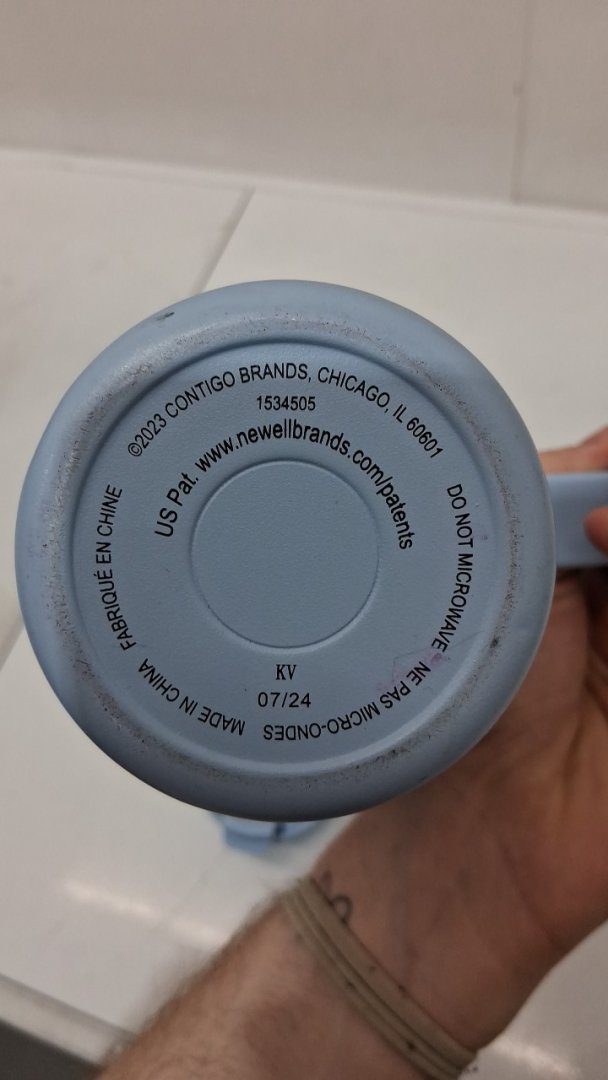 ©2023 CONTIGO BRANDS, CHICAGO, IL 60601
1534505
US Pat. www.newellbrands.com/patents
DO NOT MICROWAVE NE PAS MICRO-ONDES
MADE IN CHINA FABRIQUÉ EN CHINE
KV
07/24